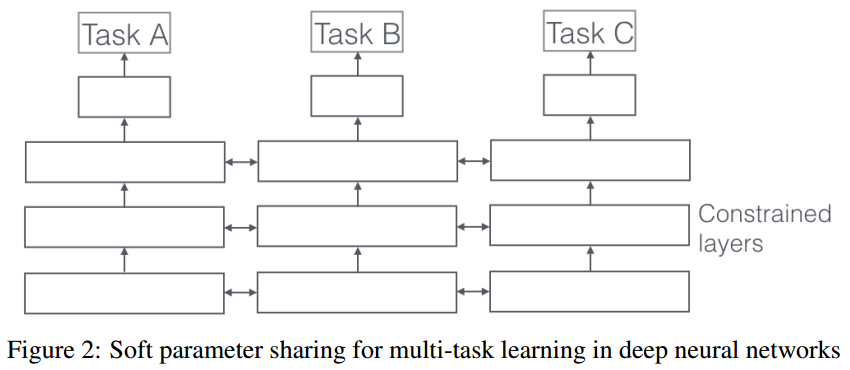 Task A
Task B
Task C
Constrained
layers
Figure 2: Soft parameter sharing for multi-task learning in deep neural networks